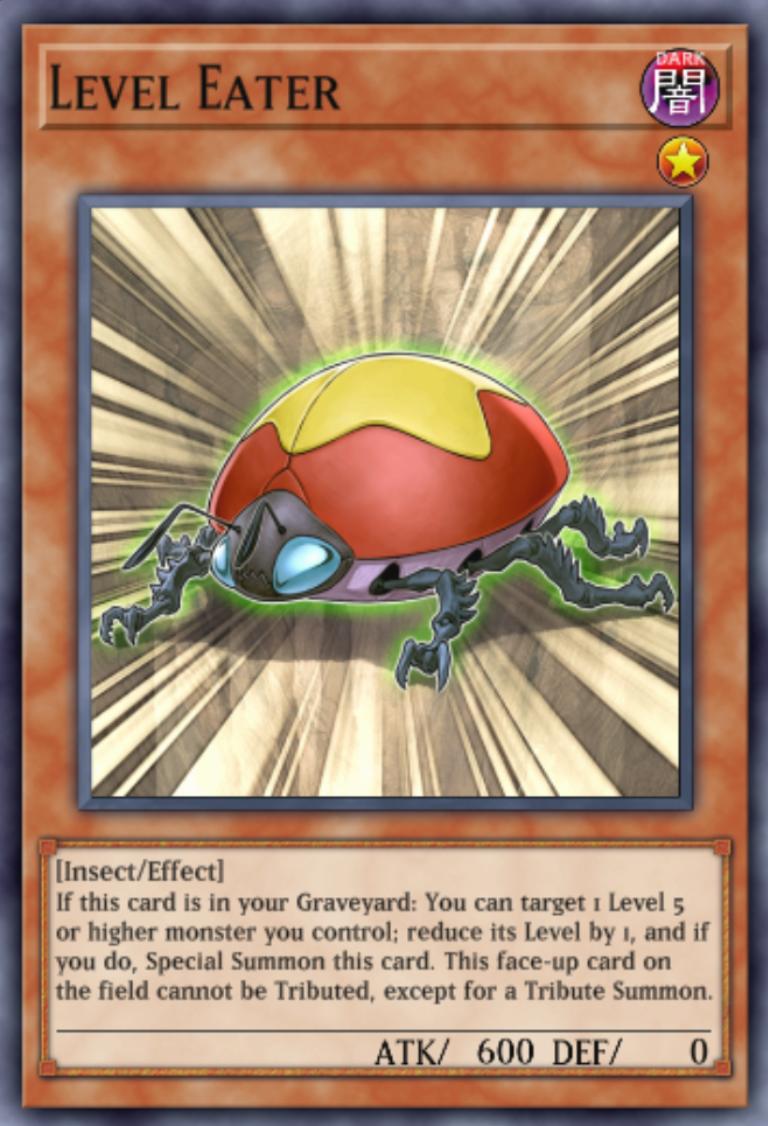 LEVEL EATER
DARK
闇
[Insect/Effect]
If this card is in your Graveyard: You can target 1 Level 5
or higher monster you control; reduce its Level by 1, and if
you do, Special Summon this card. This face-up card on
the field cannot be Tributed, except for a Tribute Summon.
ATK/ 600 DEF/ 0